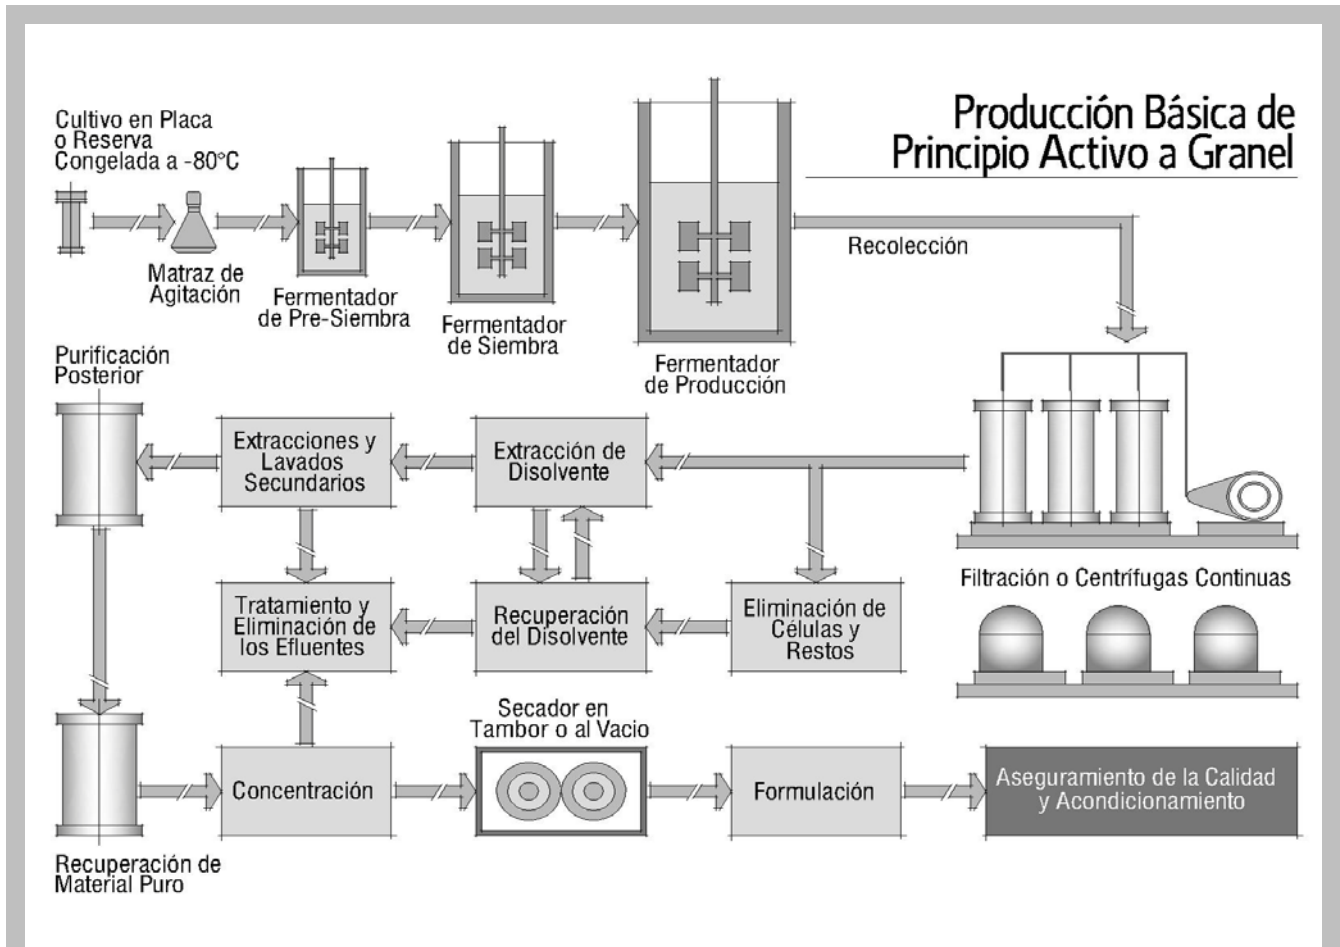 Producción Básica de
Principio Activo a Granel
Cultivo en Placa
o Reserva
Congelada a -80°C
Matraz de
Agitación
Fermentador
de Pre-Siembra
Fermentador
de Siembra
Fermentador
de Producción
Recolección
Purificación
Posterior
Extracciones y
Lavados
Secundarios
Extracción de
Disolvente
Filtración o Centrífugas Continuas
Tratamiento y
Eliminación de
los Efluentes
Recuperación
del Disolvente
Eliminación de
Células y
Restos
Secador en
Tambor o al Vacio
Concentración
Formulación
Aseguramiento de la Calidad
y Acondicionamiento
Recuperación de
Material Puro